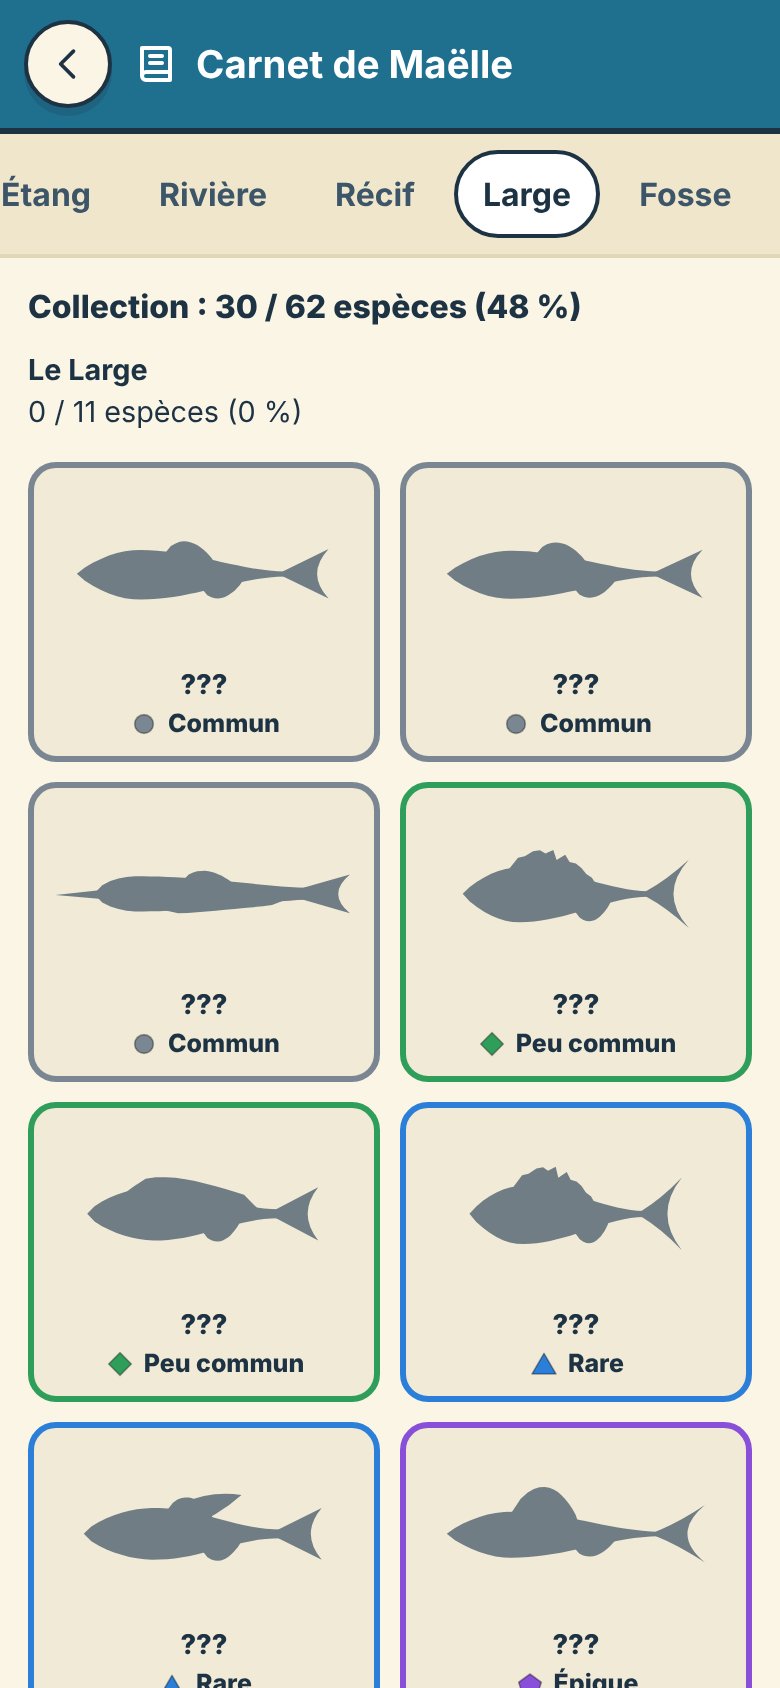 Carnet de Maëlle
Étang Rivière Récif Large Fosse
Collection : 30 / 62 espèces (48 %)
Le Large
0 / 11 espèces (0 %)
??? ???
Commun Commun
??? ???
Commun Peu commun
??? ???
Peu commun Rare
??? ???
Rare Épique